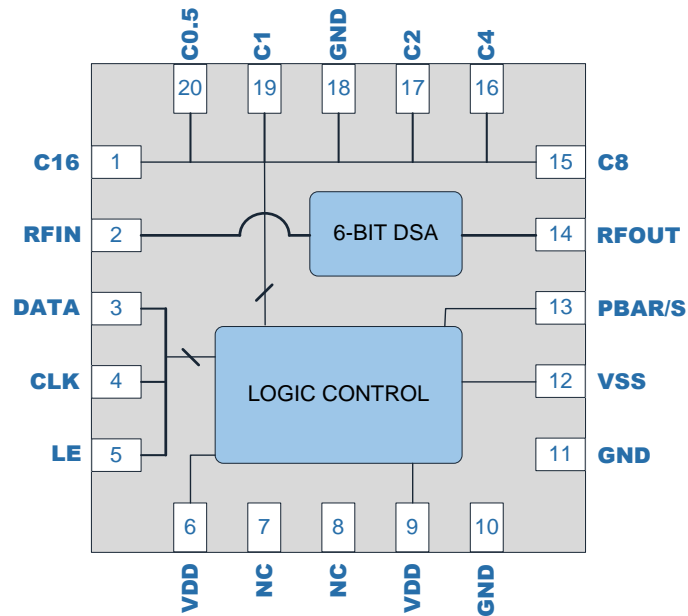 C0.5
C1
GND
C2
C4
20
19
18
17
16
C16
1
15
C8
RFIN
2
6-BIT DSA
14
RFOUT
DATA
3
13
PBAR/S
CLK
4
LOGIC CONTROL
12
VSS
LE
5
11
GND
6
7
8
9
10
VDD
NC
NC
VDD
GND